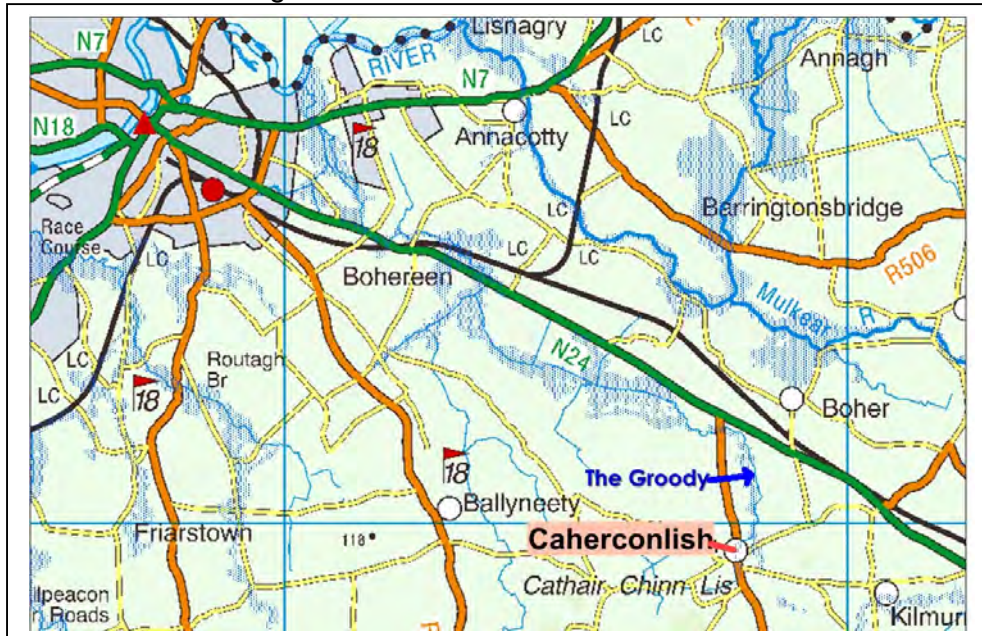 N7
Lisnagry
LC
Annagh
RIVER
N7
N18
18
Annacotty
LC
Race
Course
LC
LC
LC
LC
Barringtonsbridge
Bohereen
R506
Mulkear R
LC
LC
Routagh
Br
18
N24
Boher
18
The Groody
Ballyneety
Friarstown
118
Caherconlish
Cathair Chinn Lis
ilpeacon
n Roads
Kilmur